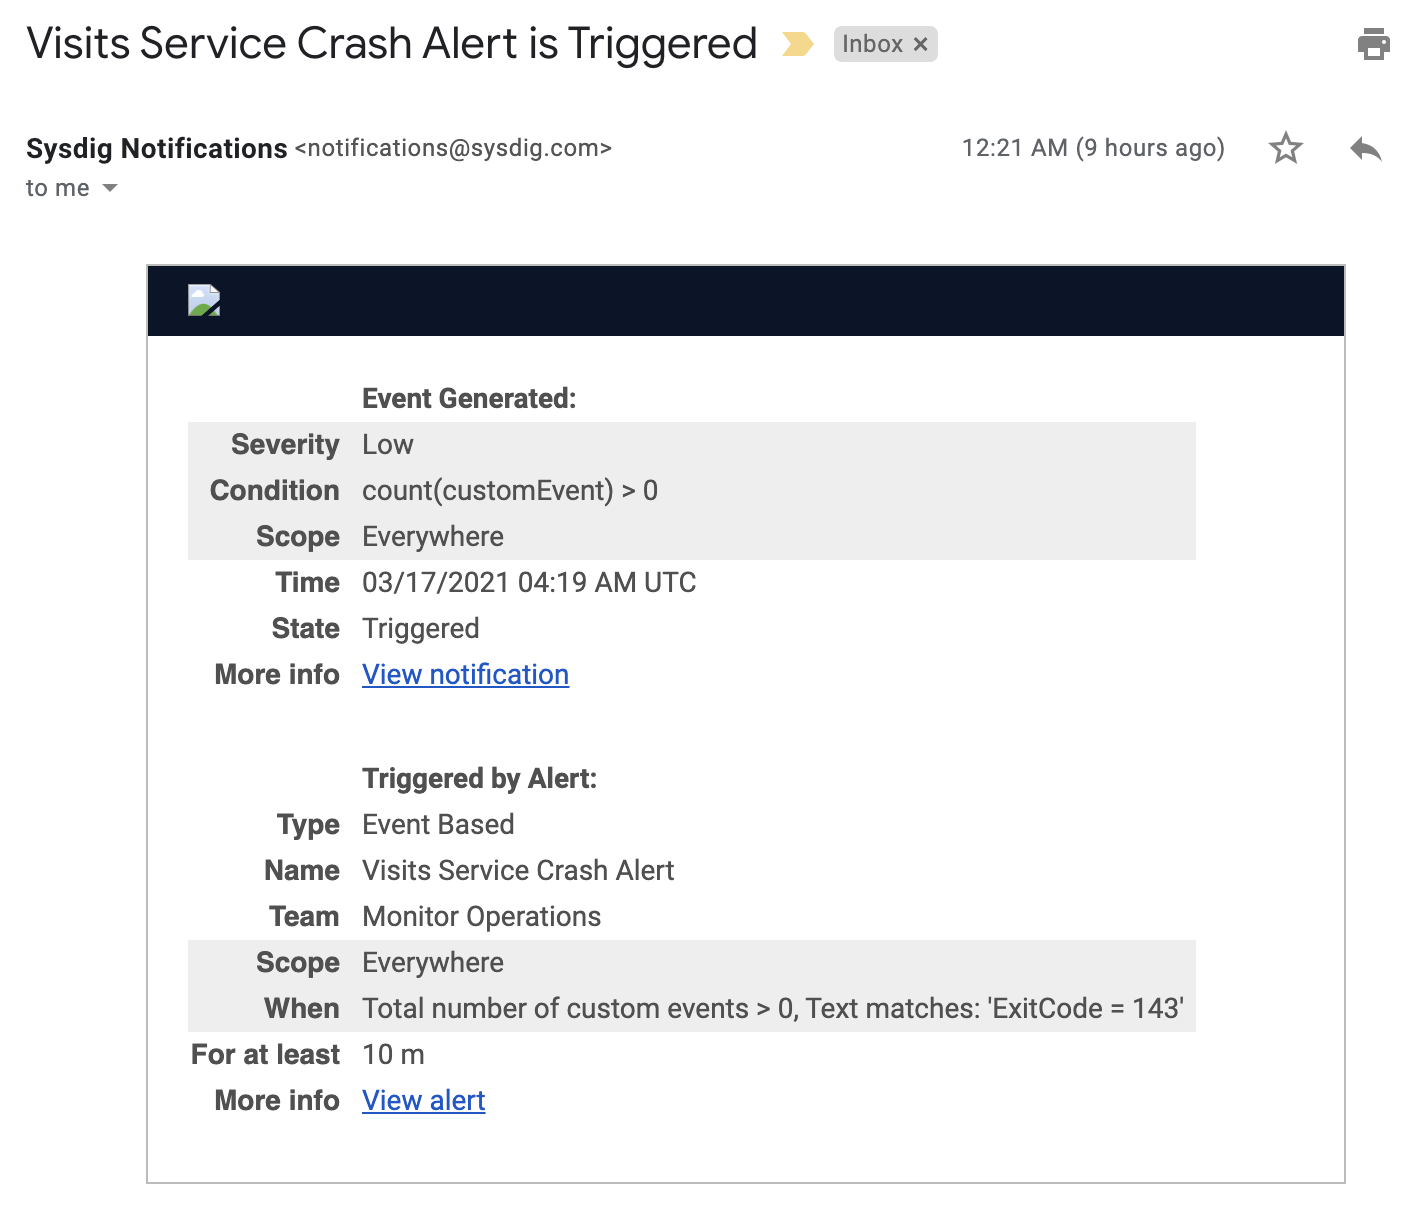 Visits Service Crash Alert is Triggered Inbox ×
Sysdig Notifications <notifications@sysdig.com> 12:21 AM (9 hours ago)
to me
Event Generated:
Severity Low
Condition count(customEvent) > 0
Scope Everywhere
Time 03/17/2021 04:19 AM UTC
State Triggered
More info View notification
Triggered by Alert:
Type Event Based
Name Visits Service Crash Alert
Team Monitor Operations
Scope Everywhere
When Total number of custom events > 0, Text matches: 'ExitCode = 143'
For at least 10 m
More info View alert